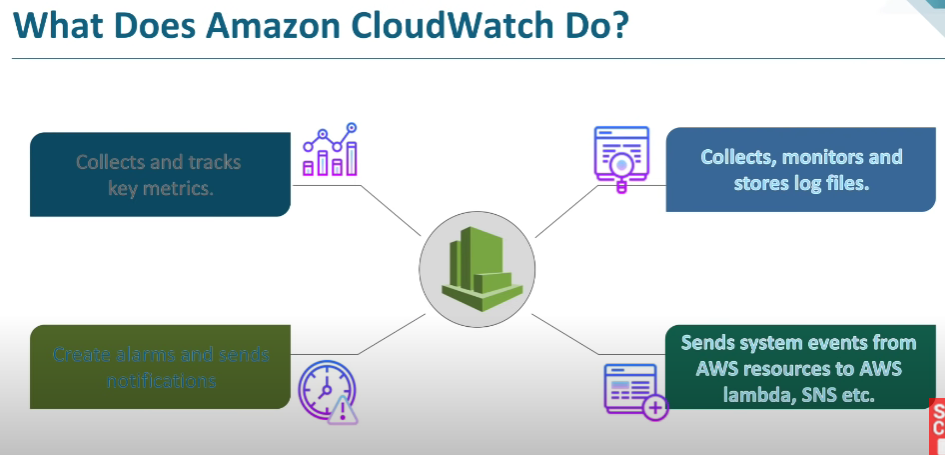 What Does Amazon CloudWatch Do?
Collects and tracks
key metrics.
Collects, monitors and
stores log files.
Create alarms and sends
notifications
Sends system events from
AWS resources to AWS
lambda, SNS etc.
S
C